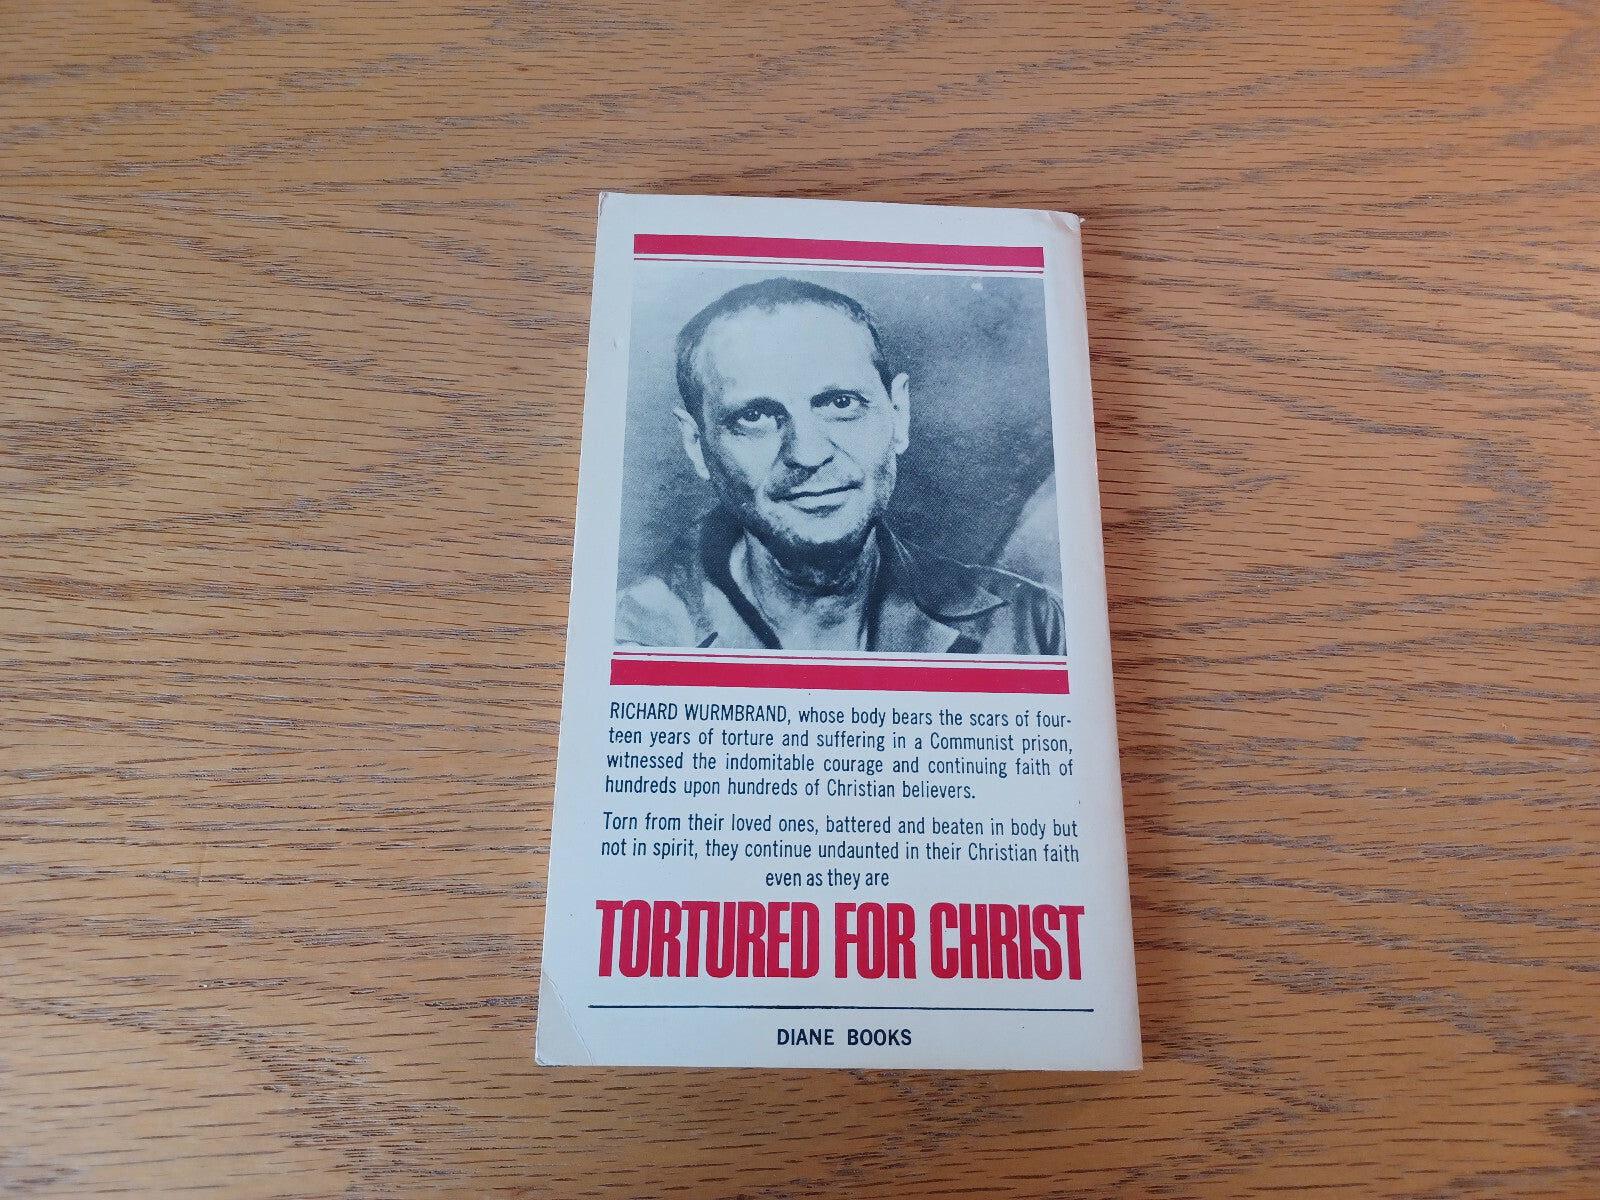 RICHARD WURMBRAND, whose body bears the scars of four-
teen years of torture and suffering in a Communist prison,
witnessed the indomitable courage and continuing faith of
hundreds upon hundreds of Christian believers.
Torn from their loved ones, battered and beaten in body but
not in spirit, they continue undaunted in their Christian faith
even as they are
TORTURED FOR CHRIST
DIANE BOOKS